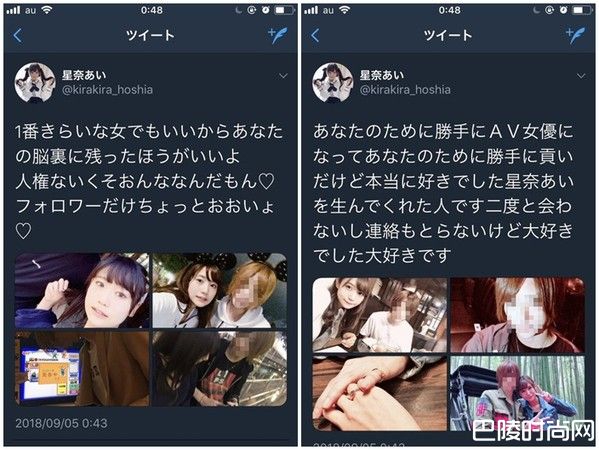 au 0:48
ツイート
星奈あい
@kirakira_hoshia
1番きらいな女でもいいからあなた
の脳裏に残ったほうがいいよ
人権ないくそおんななんだもん♡
フォロワーだけちょっとおおいょ
♡
2018/09/05 0:43
au 0:48
ツイート
星奈あい
@kirakira_hoshia
あなたのために勝手にＡＶ女優に
なってあなたのために勝手に貢い
だけど本当に好きでした星奈あい
を生んでくれた人です二度と会わ
ないし連絡もとらないけど大好き
でした大好きです
巴陵时尚网